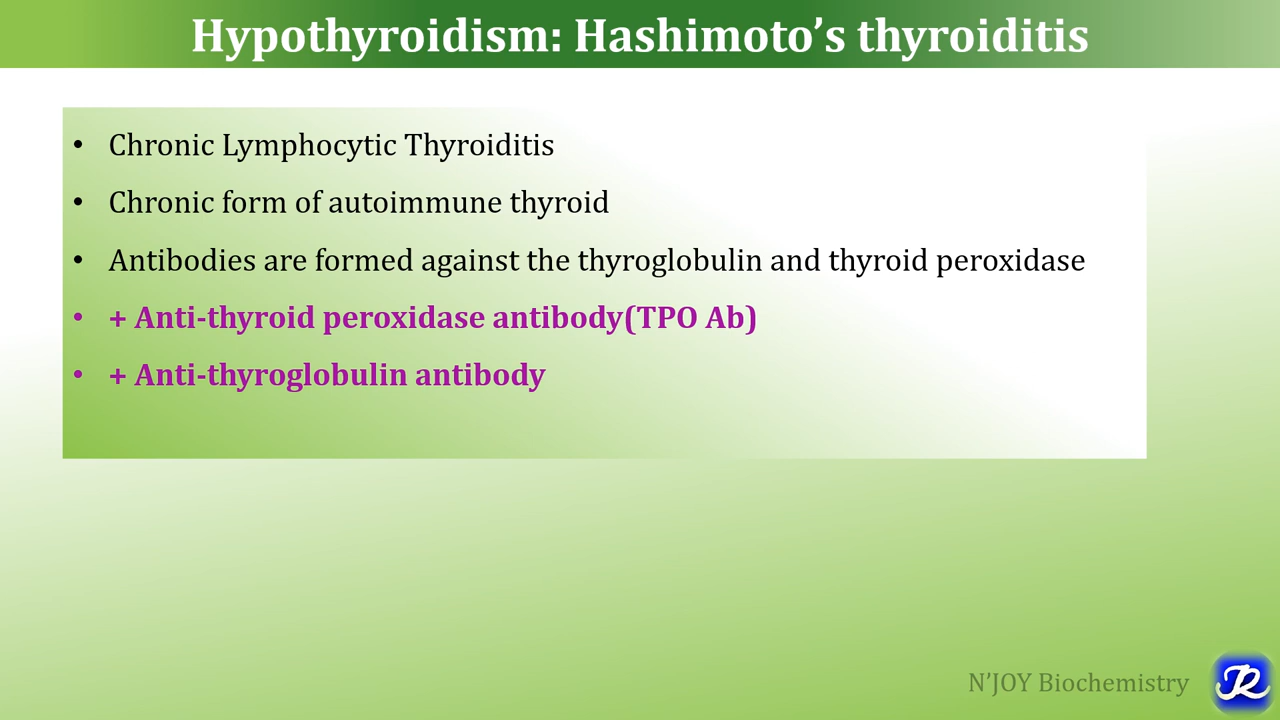 Hypothyroidism: Hashimoto’s thyroiditis
• Chronic Lymphocytic Thyroiditis
• Chronic form of autoimmune thyroid
• Antibodies are formed against the thyroglobulin and thyroid peroxidase
• + Anti-thyroid peroxidase antibody(TPO Ab)
• + Anti-thyroglobulin antibody
N’JOY Biochemistry
JR